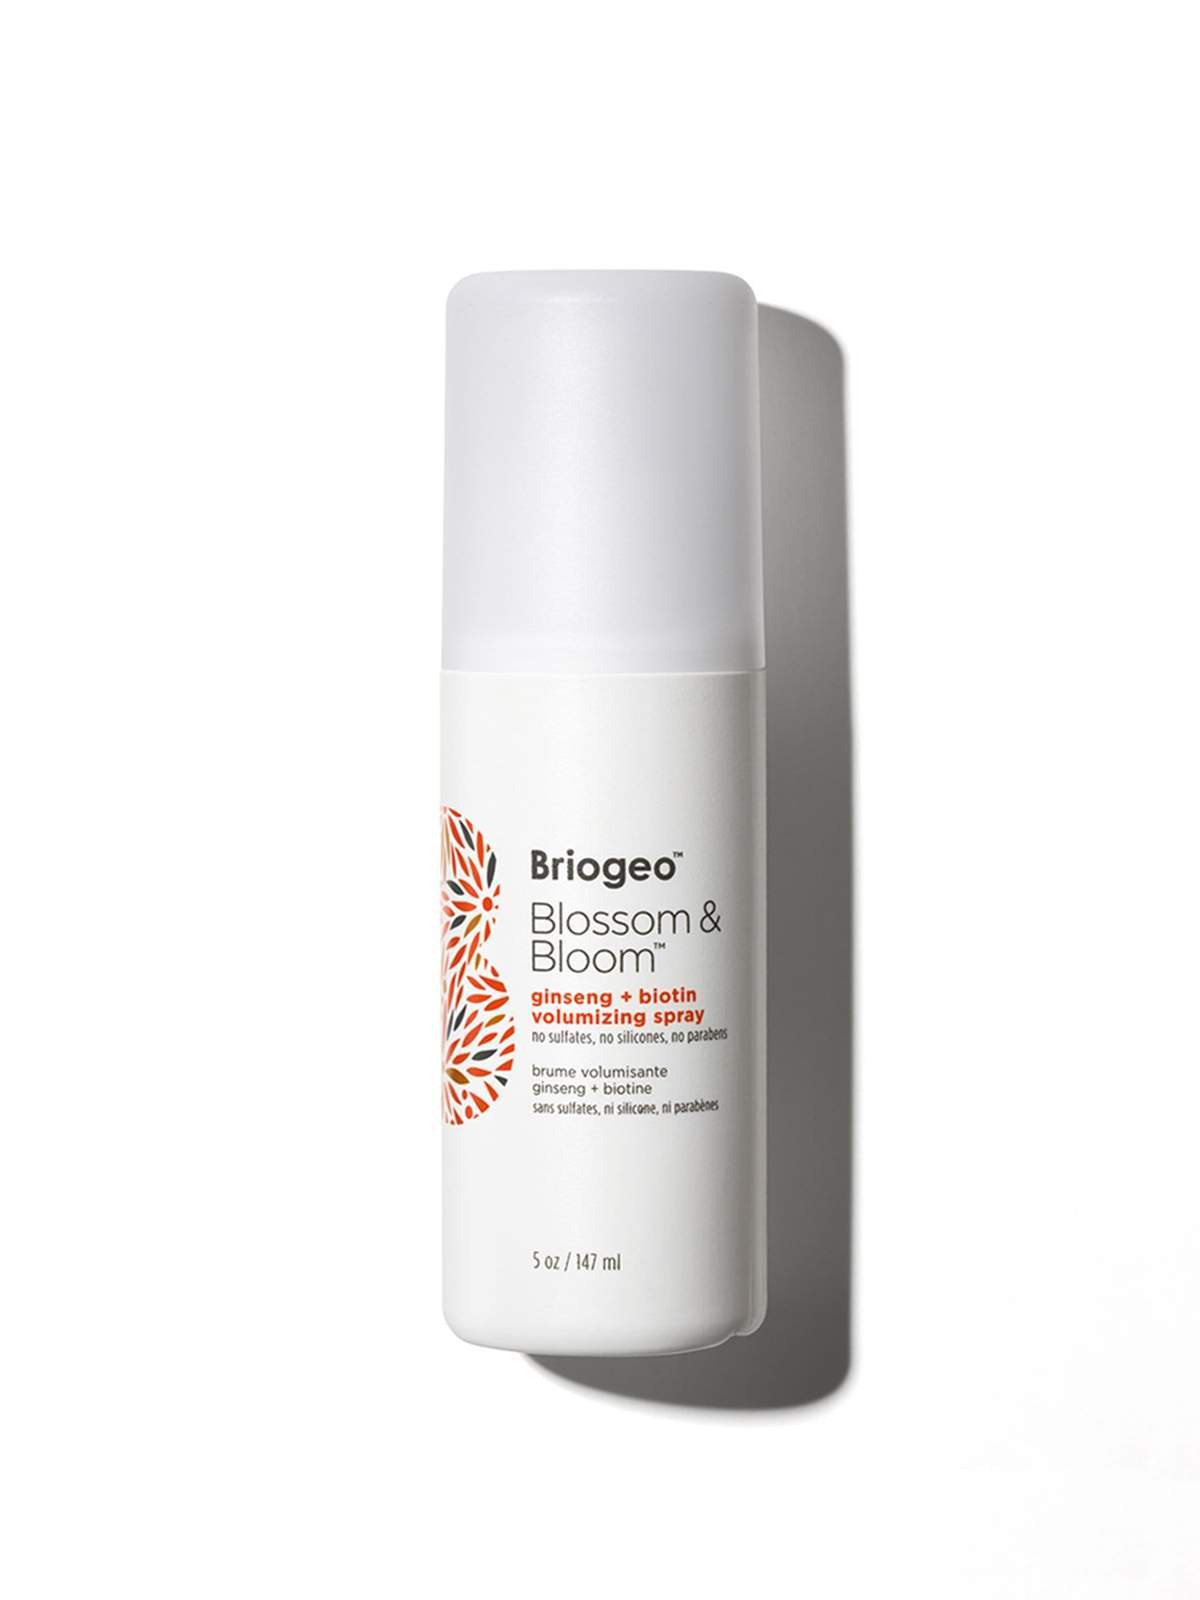 Briogeo™
Blossom &
Bloom™
ginseng + biotin
volumizing spray
no sulfates, no silicones, no parabens
brume volumisante
ginseng + biotine
sans sulfates, ni silicone, ni parabènes
5 oz / 147 ml